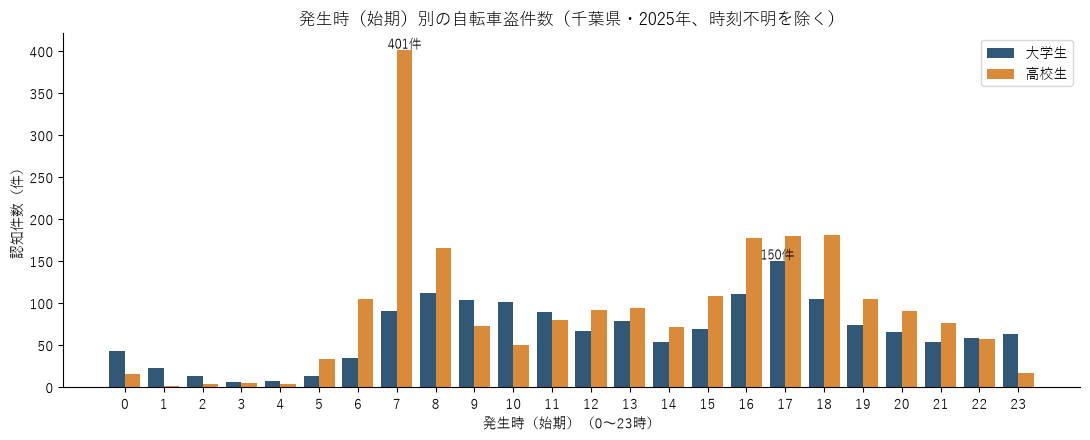 発生時（始期）別の自転車盗件数（千葉県・2025年、時刻不明を除く）
大学生
高校生
401件
150件
認知件数（件）
400
350
300
250
200
150
100
50
0
0 1 2 3 4 5 6 7 8 9 10 11 12 13 14 15 16 17 18 19 20 21 22 23
発生時（始期）（0～23時）